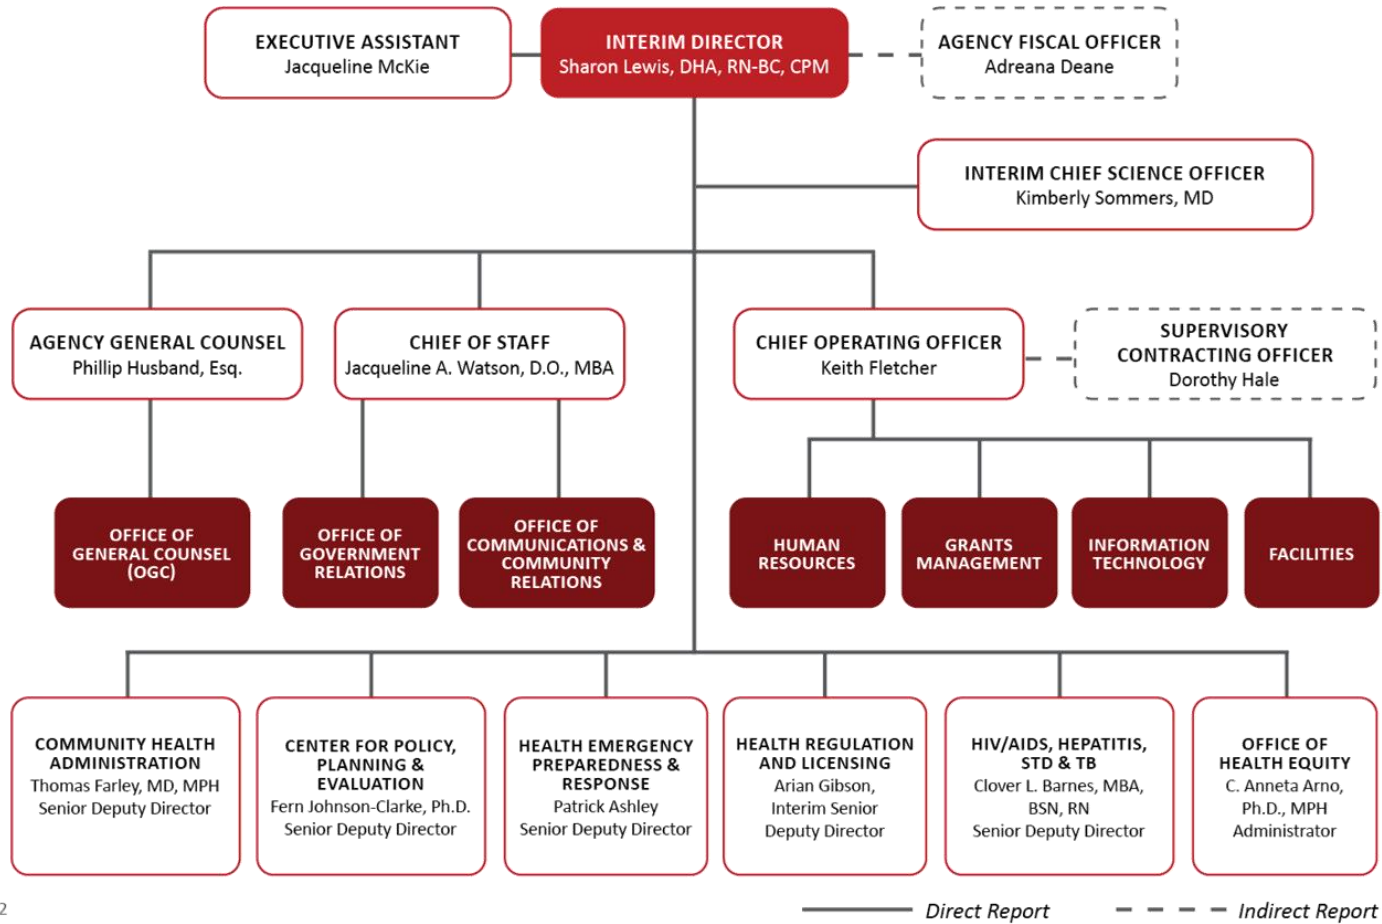 EXECUTIVE ASSISTANT
Jacqueline McKie
INTERIM DIRECTOR
Sharon Lewis, DHA, RN-BC, CPM
AGENCY FISCAL OFFICER
Adreana Deane
INTERIM CHIEF SCIENCE OFFICER
Kimberly Sommers, MD
AGENCY GENERAL COUNSEL
Phillip Husband, Esq.
CHIEF OF STAFF
Jacqueline A. Watson, D.O., MBA
CHIEF OPERATING OFFICER
Keith Fletcher
SUPERVISORY
CONTRACTING OFFICER
Dorothy Hale
OFFICE OF
GENERAL COUNSEL
(OGC)
OFFICE OF
GOVERNMENT
RELATIONS
OFFICE OF
COMMUNICATIONS &
COMMUNITY
RELATIONS
HUMAN
RESOURCES
GRANTS
MANAGEMENT
INFORMATION
TECHNOLOGY
FACILITIES
COMMUNITY HEALTH
ADMINISTRATION
Thomas Farley, MD, MPH
Senior Deputy Director
CENTER FOR POLICY,
PLANNING &
EVALUATION
Fern Johnson-Clarke, Ph.D.
Senior Deputy Director
HEALTH EMERGENCY
PREPAREDNESS &
RESPONSE
Patrick Ashley
Senior Deputy Director
HEALTH REGULATION
AND LICENSING
Arian Gibson,
Interim Senior
Deputy Director
HIV/AIDS, HEPATITIS,
STD & TB
Clover L. Barnes, MBA,
BSN, RN
Senior Deputy Director
OFFICE OF
HEALTH EQUITY
C. Anneta Arno,
Ph.D., MPH
Administrator
2
Direct Report
Indirect Report